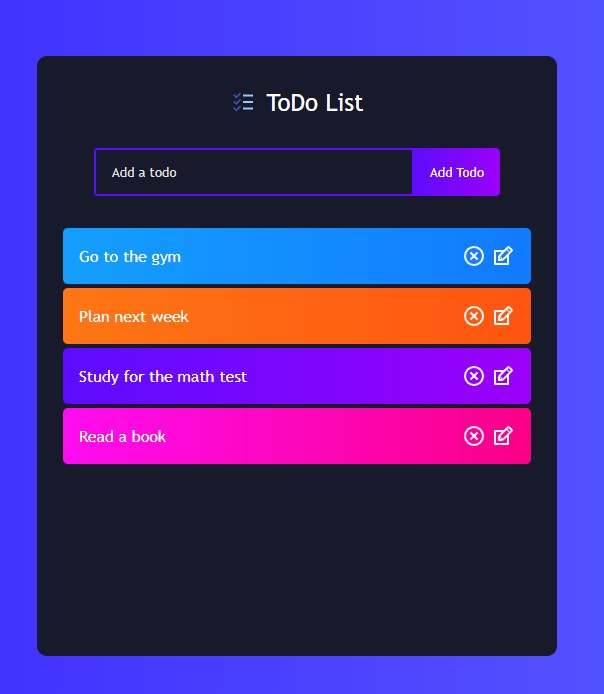 ToDo List
Add a todo
Add Todo
Go to the gym
Plan next week
Study for the math test
Read a book